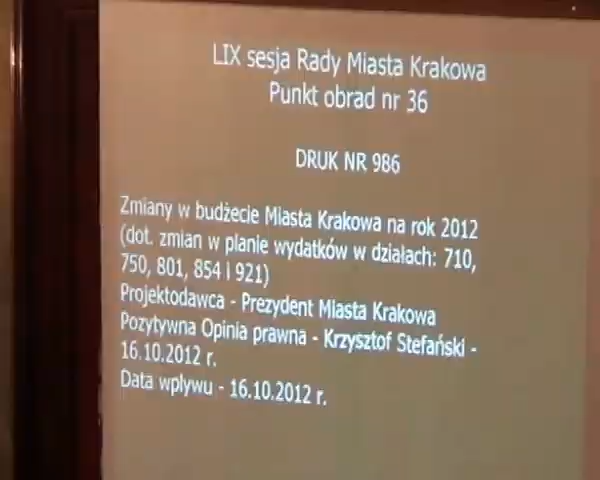 LIX sesja Rady Miasta Krakowa
Punkt obrad nr 36
DRUK NR 986
Zmiany w budżecie Miasta Krakowa na rok 2012
(dot. zmian w planie wydatków w działach: 710,
750, 801, 854 i 921)
Projektodawca - Prezydent Miasta Krakowa
Pozytywna Opinia prawna - Krzysztof Stefański -
16.10.2012 r.
Data wpływu - 16.10.2012 r.